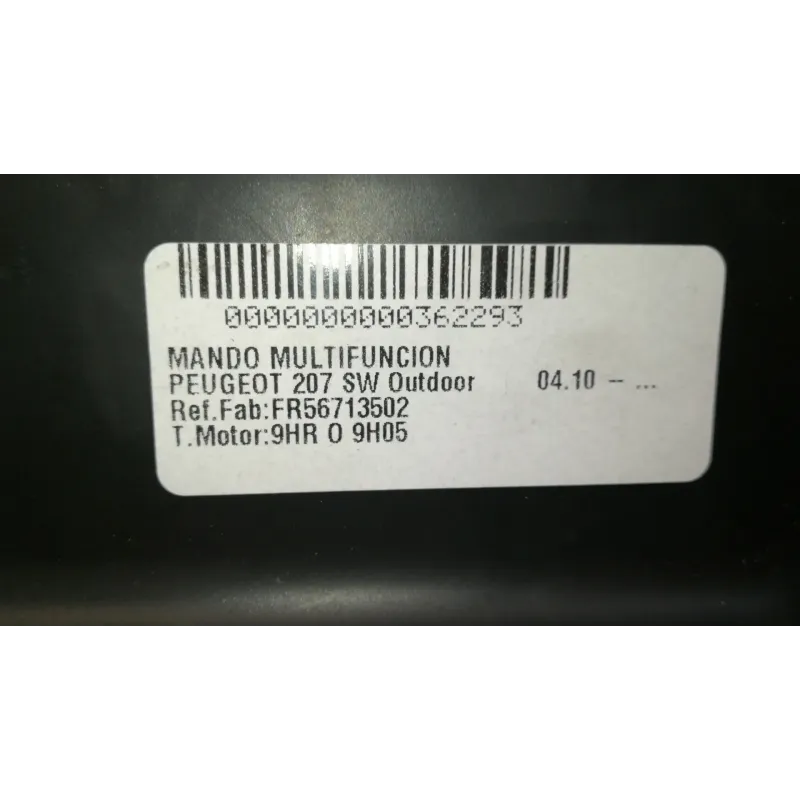 0000000000362293
MANDO MULTIFUNCION
PEUGEOT 207 SW Outdoor 04.10 – ...
Ref.Fab:FR56713502
T.Motor:9HR O 9H05